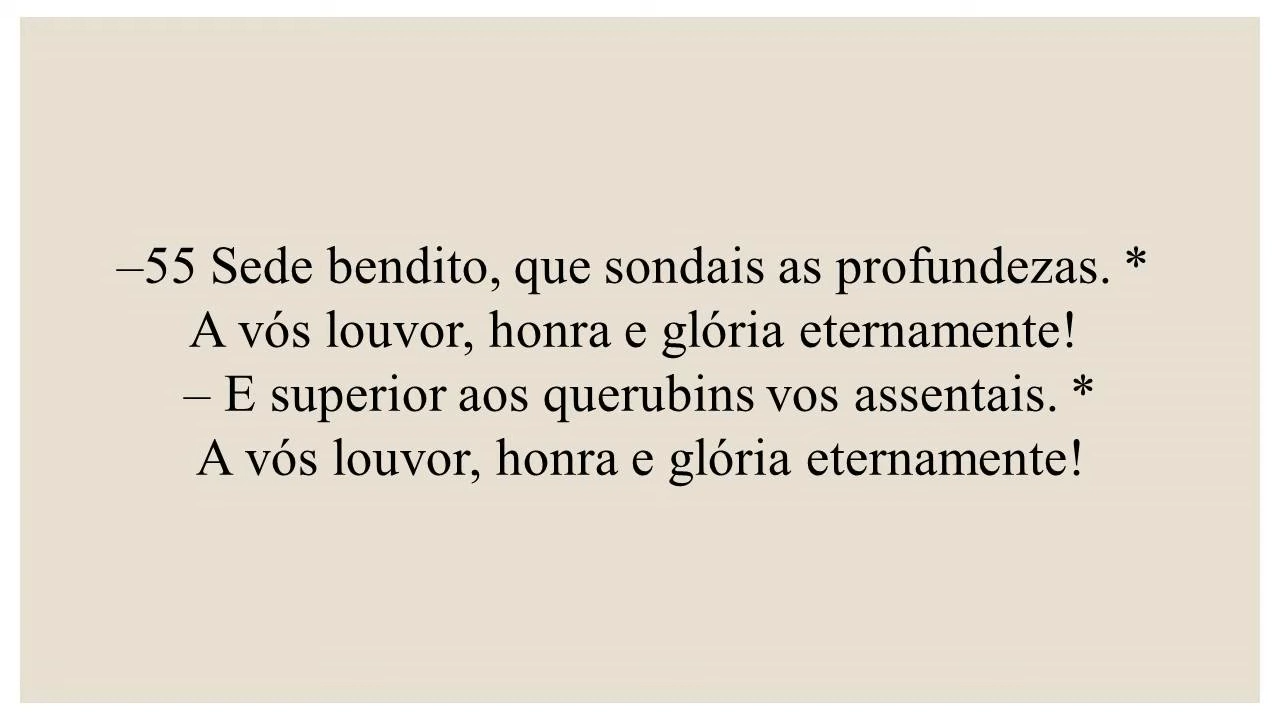 –55 Sede bendito, que sondais as profundezas. *
A vós louvor, honra e glória eternamente!
– E superior aos querubins vos assentais. *
A vós louvor, honra e glória eternamente!